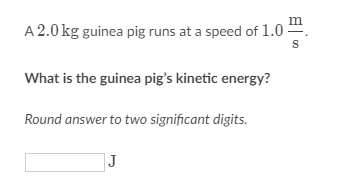 A 2.0 kg guinea pig runs at a speed of 1.0 m/s.
What is the guinea pig's kinetic energy?
Round answer to two significant digits.
J